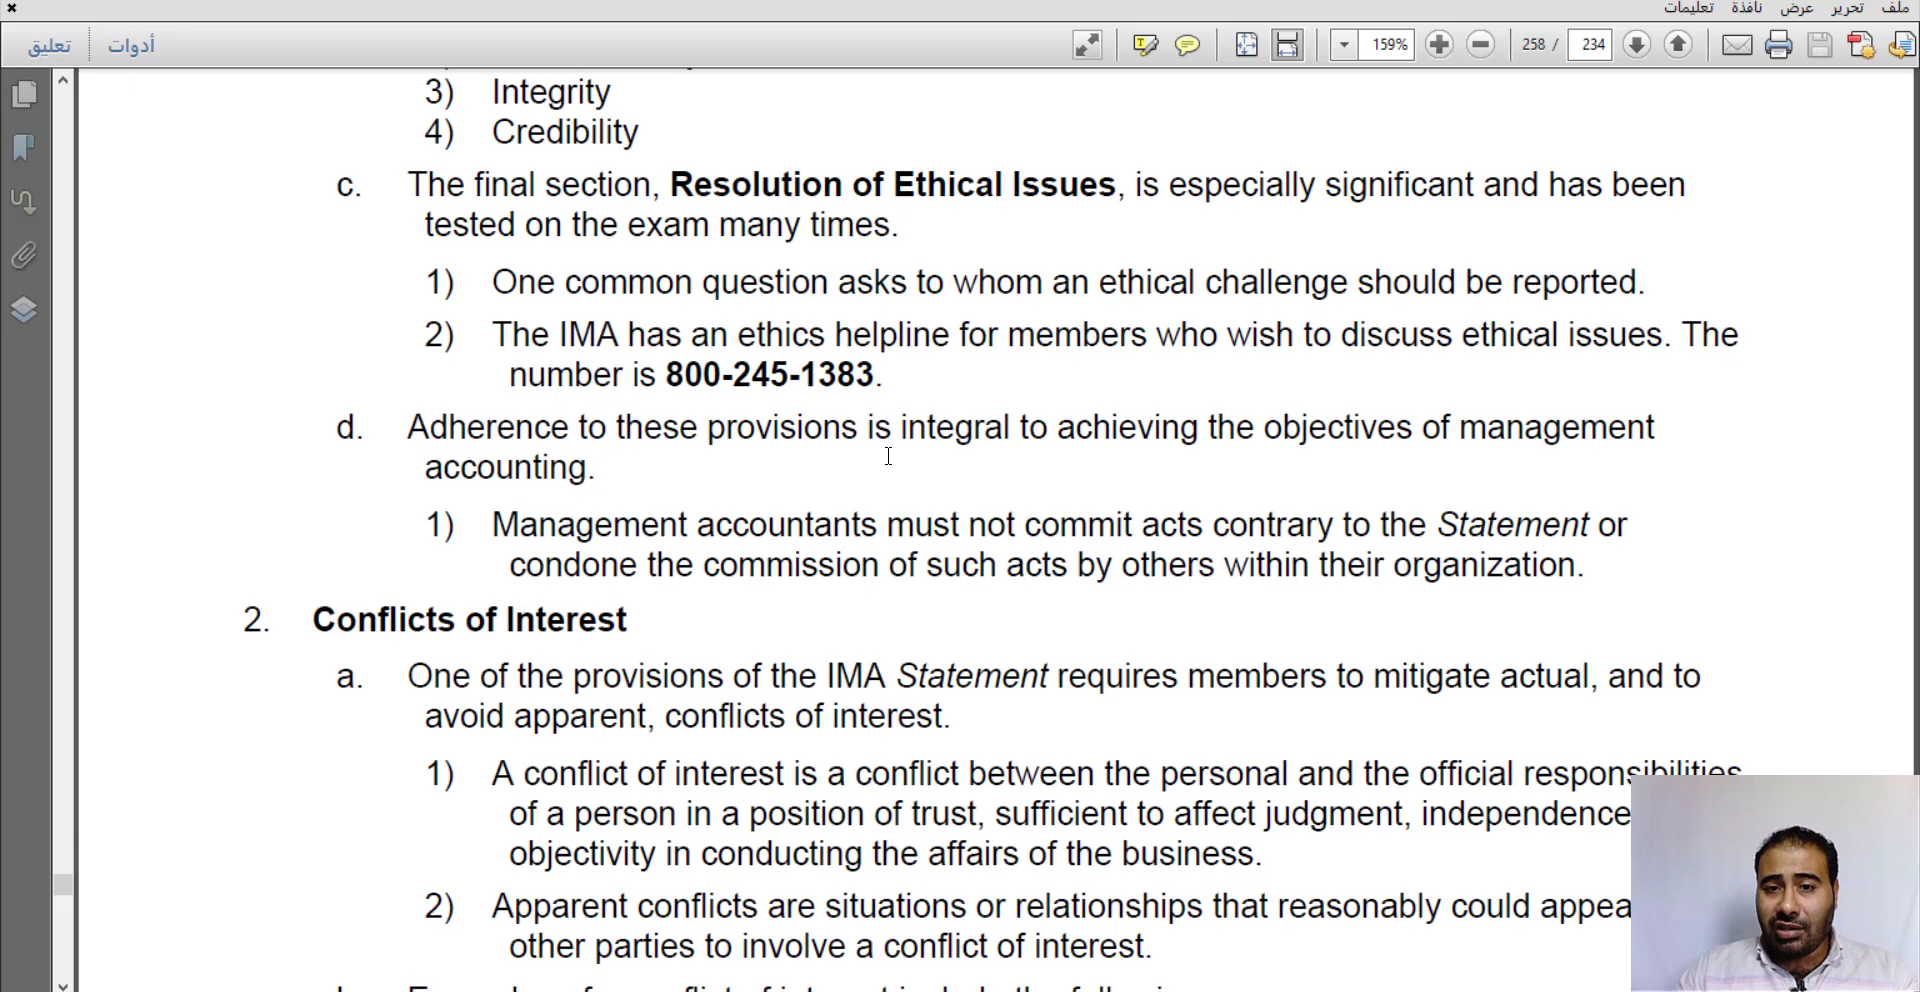 ملف تحرير عرض نافذة تعليمات
تعليق أدوات 159% 258 / 234
3) Integrity
4) Credibility
c. The final section, Resolution of Ethical Issues, is especially significant and has been
tested on the exam many times.
1) One common question asks to whom an ethical challenge should be reported.
2) The IMA has an ethics helpline for members who wish to discuss ethical issues. The
number is 800-245-1383.
d. Adherence to these provisions is integral to achieving the objectives of management
accounting.
1) Management accountants must not commit acts contrary to the Statement or
condone the commission of such acts by others within their organization.
2. Conflicts of Interest
a. One of the provisions of the IMA Statement requires members to mitigate actual, and to
avoid apparent, conflicts of interest.
1) A conflict of interest is a conflict between the personal and the official responsibilities
of a person in a position of trust, sufficient to affect judgment, independence
objectivity in conducting the affairs of the business.
2) Apparent conflicts are situations or relationships that reasonably could appea
other parties to involve a conflict of interest.